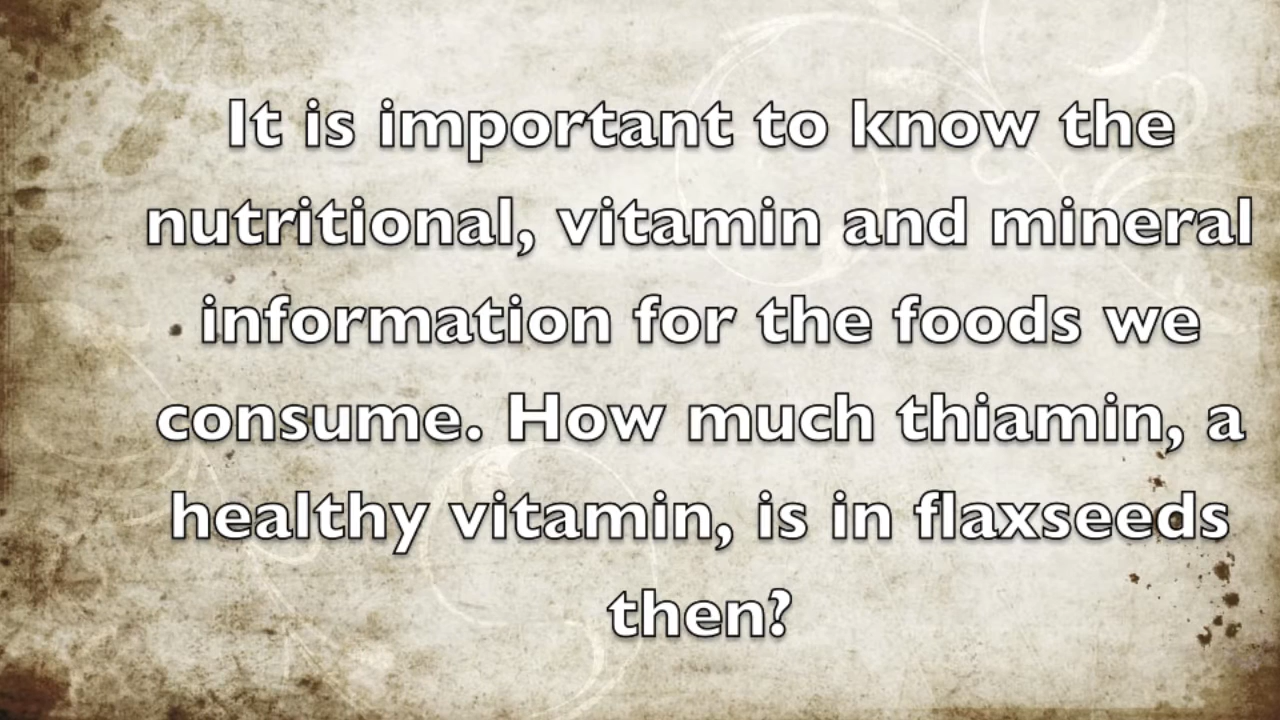 It is important to know the
nutritional, vitamin and mineral
information for the foods we
consume. How much thiamin, a
healthy vitamin, is in flaxseeds
then?